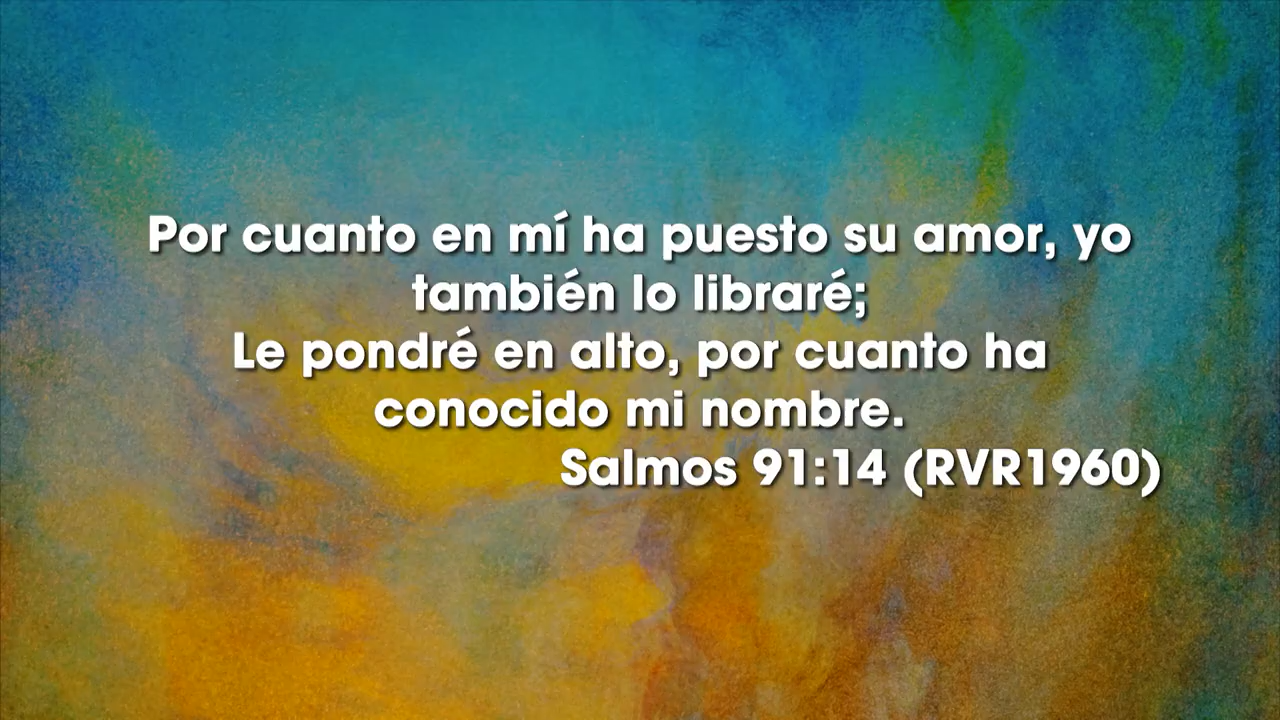 Por cuanto en mí ha puesto su amor, yo
también lo libraré;
Le pondré en alto, por cuanto ha
conocido mi nombre.
Salmos 91:14 (RVR1960)